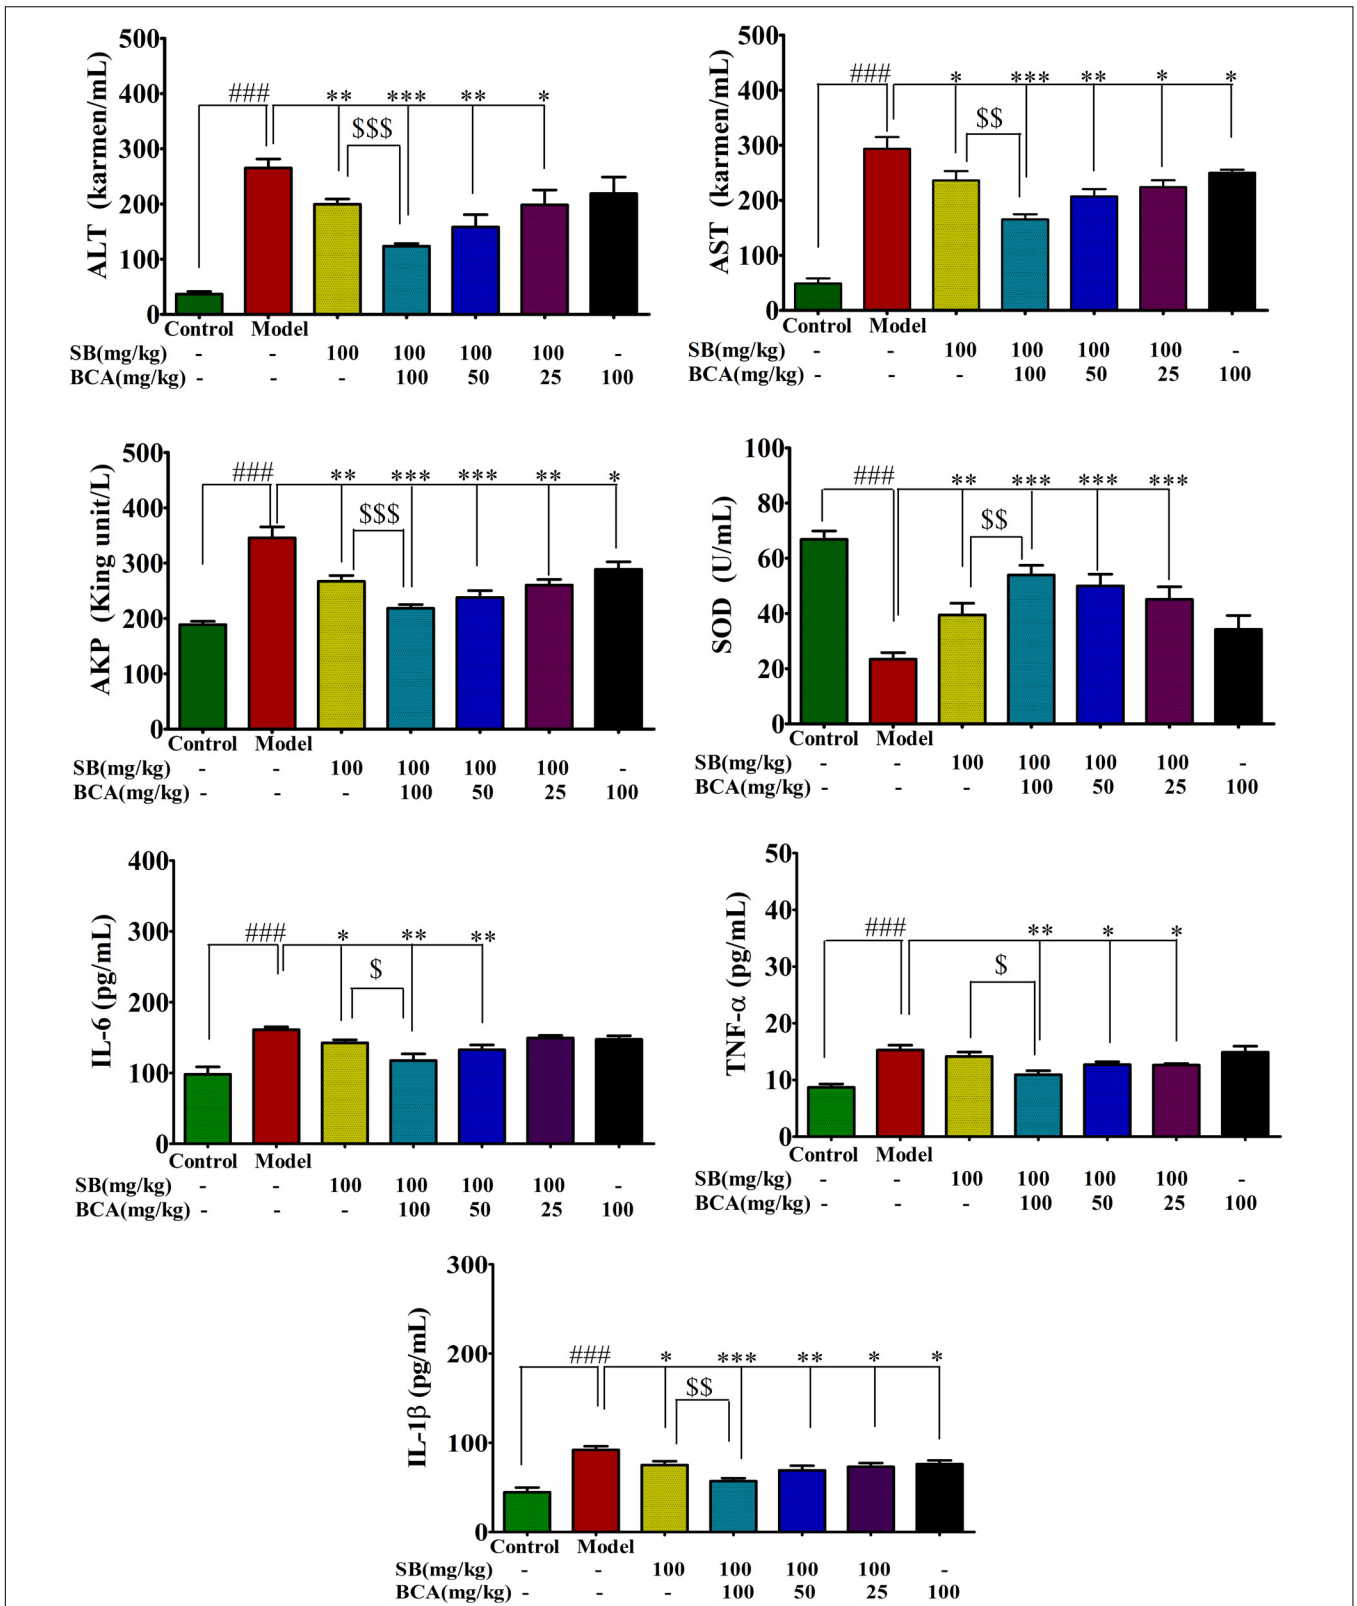 ALT (karmen/mL)
500
400
300
200
100
0
### ** *** ** *
$$$
Control Model
SB(mg/kg) - - 100 100 100 100 -
BCA(mg/kg) - - - 100 50 25 100
AST (karmen/mL)
500
400
300
200
100
0
### * *** ** * *
$$
Control Model
SB(mg/kg) - - 100 100 100 100 -
BCA(mg/kg) - - - 100 50 25 100
AKP (King unit/L)
500
400
300
200
100
0
### ** *** *** ** *
$$$
Control Model
SB(mg/kg) - - 100 100 100 100 -
BCA(mg/kg) - - - 100 50 25 100
SOD (U/mL)
100
80
60
40
20
0
### ** *** *** ***
$$
Control Model
SB(mg/kg) - - 100 100 100 100 -
BCA(mg/kg) - - - 100 50 25 100
IL-6 (pg/mL)
400
300
200
100
0
### * ** **
$
Control Model
SB(mg/kg) - - 100 100 100 100 -
BCA(mg/kg) - - - 100 50 25 100
TNF-α (pg/mL)
50
40
30
20
10
0
### ** * *
$
Control Model
SB(mg/kg) - - 100 100 100 100 -
BCA(mg/kg) - - - 100 50 25 100
IL-1β (pg/mL)
300
200
100
0
### * *** ** * *
$$
Control Model
SB(mg/kg) - - 100 100 100 100 -
BCA(mg/kg) - - - 100 50 25 100